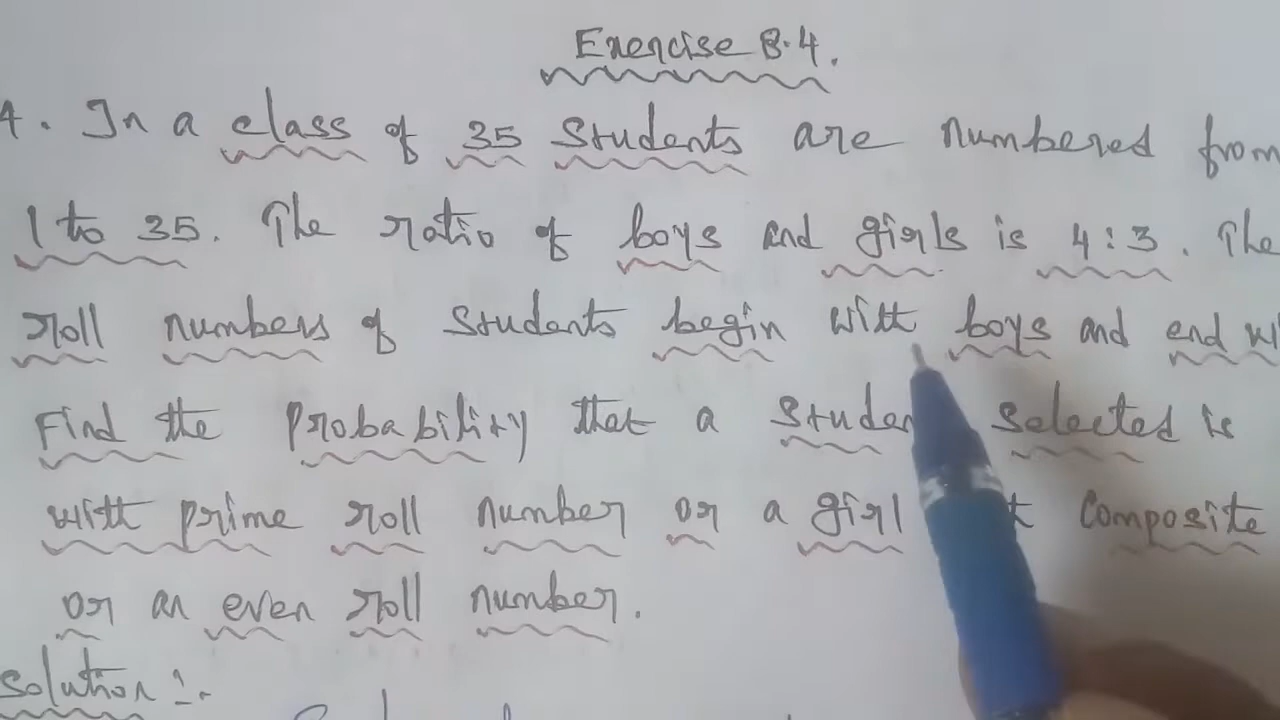 Exercise 8.4.
4. In a class of 35 students are numbered from
1 to 35. The ratio of boys and girls is 4:3. The
roll numbers of students begin with boys and end
Find the probability that a selected is
with prime roll number or a girl composite
or an even roll number.
Solution :-